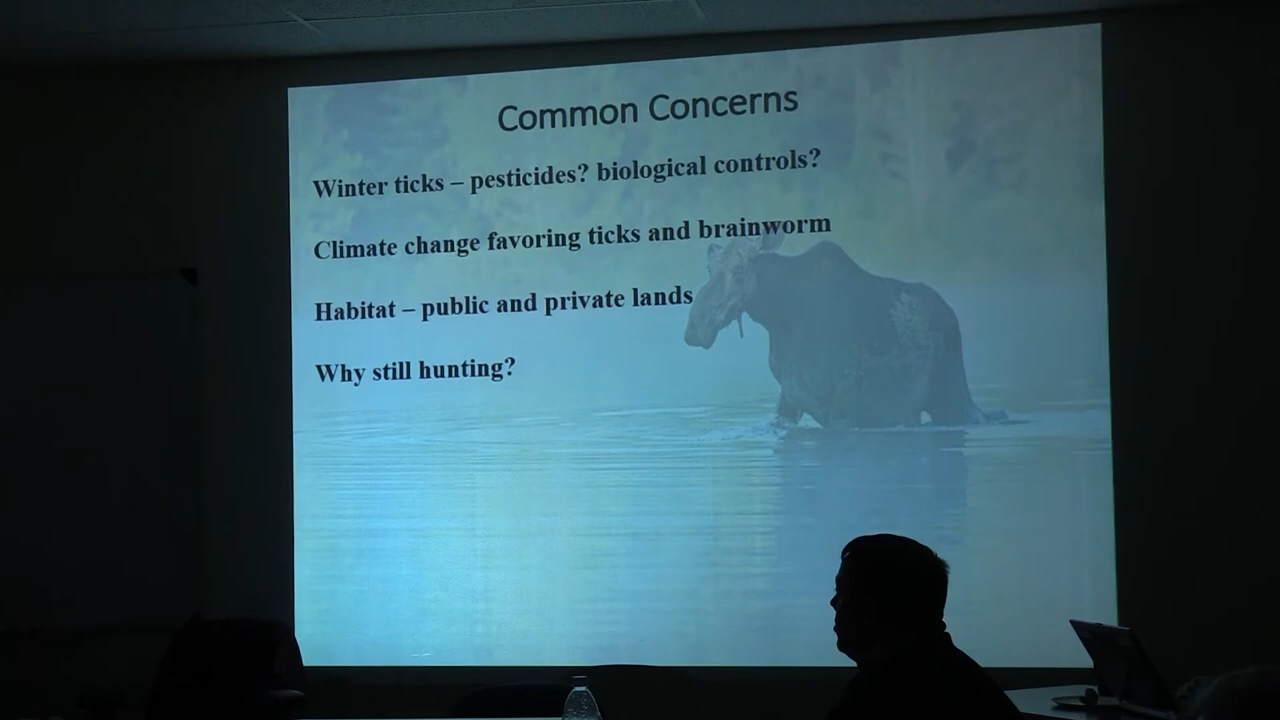 Common Concerns
Winter ticks – pesticides? biological controls?
Climate change favoring ticks and brainworm
Habitat – public and private lands
Why still hunting?